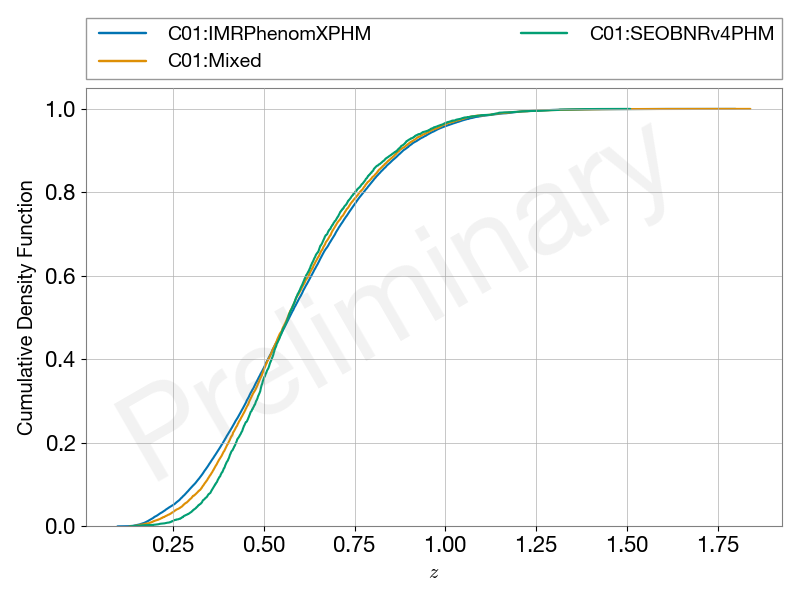 C01:IMRPhenomXPHM
C01:Mixed
C01:SEOBNRv4PHM
1.0
0.8
0.6
0.4
0.2
0.0
Cumulative Density Function
Preliminary
0.25 0.50 0.75 1.00 1.25 1.50 1.75
z